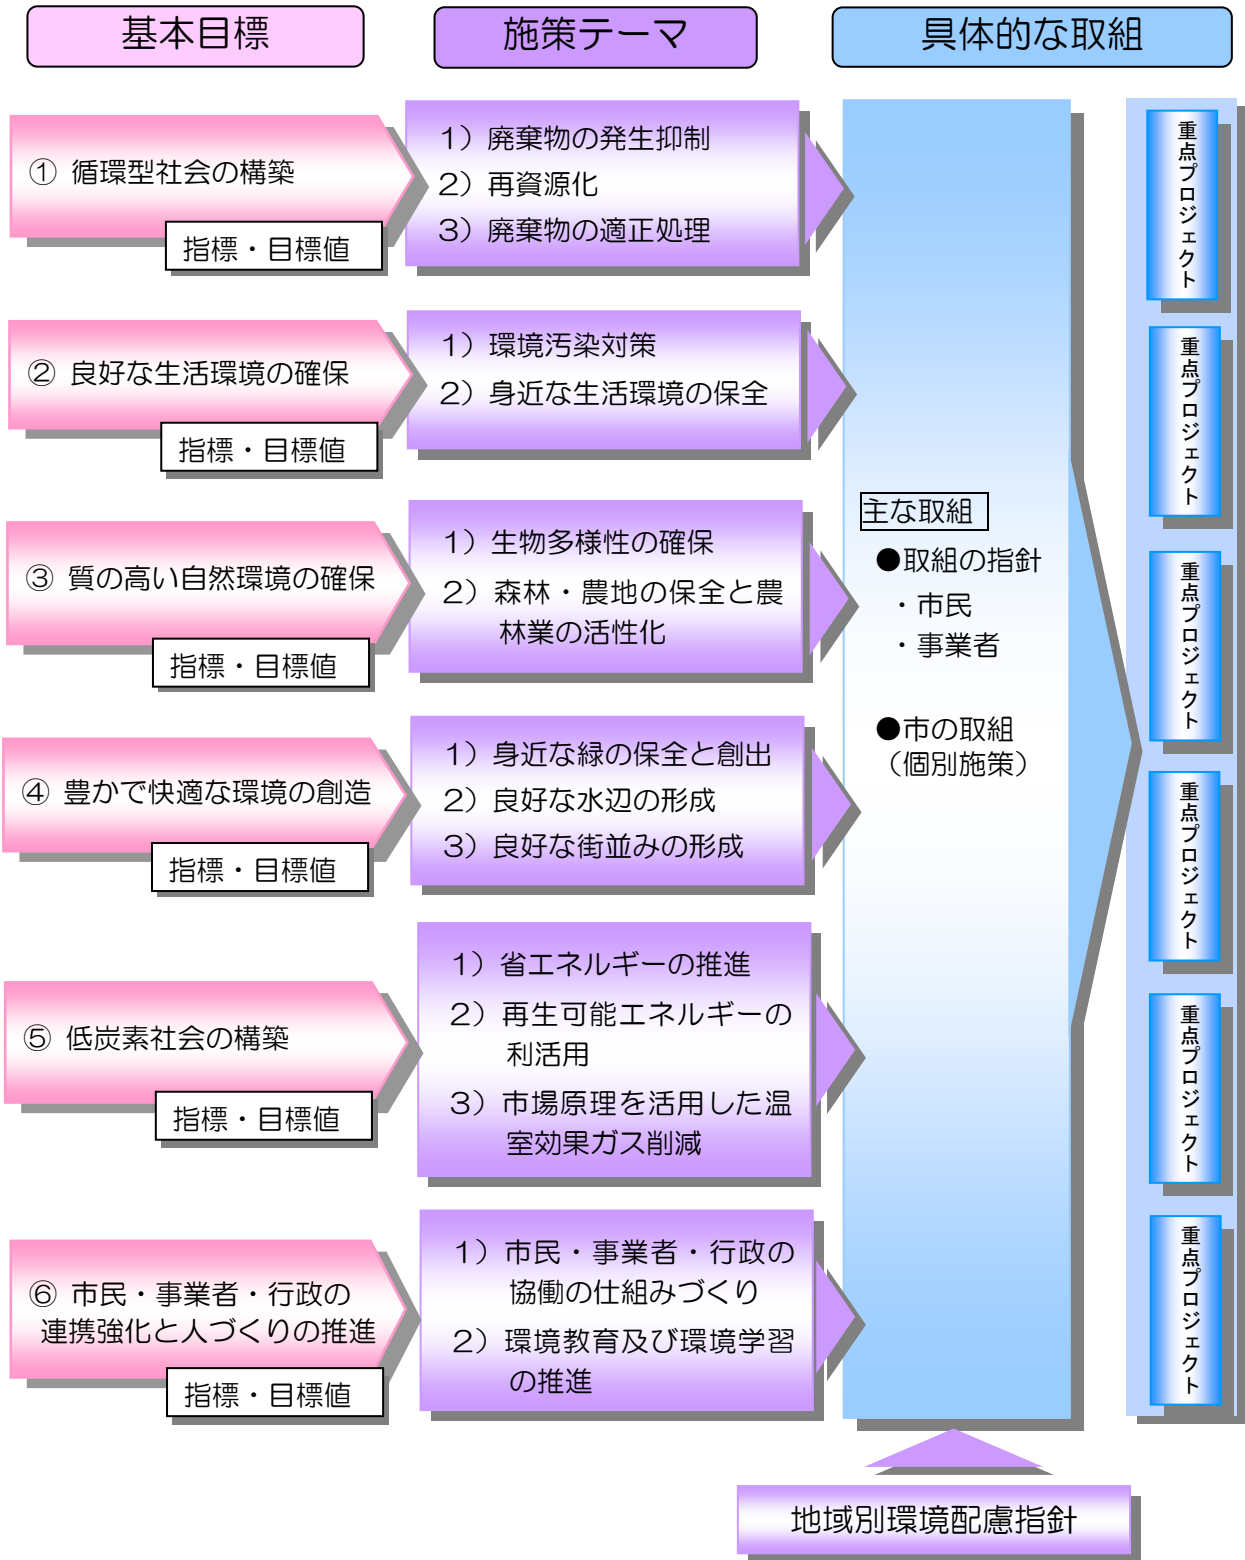 基本目標
施策テーマ
具体的な取組
① 循環型社会の構築
指標・目標値
1）廃棄物の発生抑制
2）再資源化
3）廃棄物の適正処理
② 良好な生活環境の確保
指標・目標値
1）環境汚染対策
2）身近な生活環境の保全
③ 質の高い自然環境の確保
指標・目標値
1）生物多様性の確保
2）森林・農地の保全と農
林業の活性化
④ 豊かで快適な環境の創造
指標・目標値
1）身近な緑の保全と創出
2）良好な水辺の形成
3）良好な街並みの形成
⑤ 低炭素社会の構築
指標・目標値
1）省エネルギーの推進
2）再生可能エネルギーの
利活用
3）市場原理を活用した温
室効果ガス削減
⑥ 市民・事業者・行政の
連携強化と人づくりの推進
指標・目標値
1）市民・事業者・行政の
協働の仕組みづくり
2）環境教育及び環境学習
の推進
主な取組
●取組の指針
・市民
・事業者
●市の取組
（個別施策）
重点プロジェクト
重点プロジェクト
重点プロジェクト
重点プロジェクト
重点プロジェクト
重点プロジェクト
地域別環境配慮指針